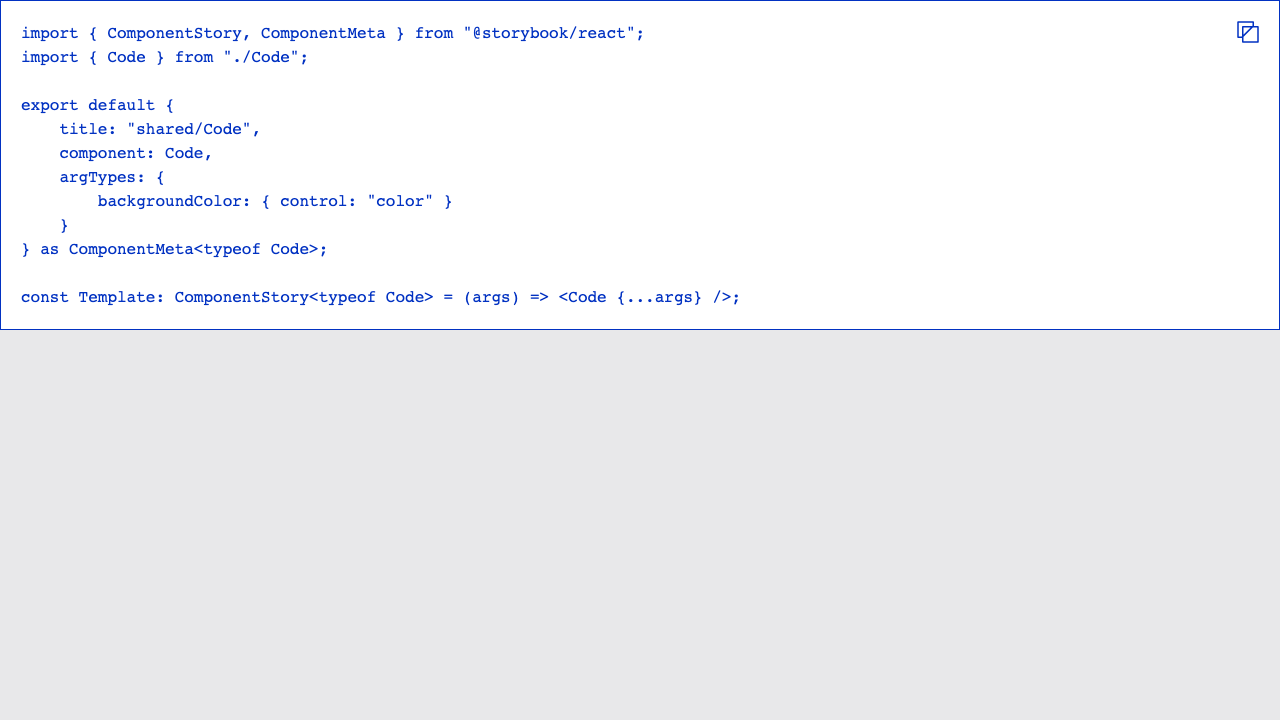 import { ComponentStory, ComponentMeta } from "@storybook/react";
import { Code } from "./Code";

export default {
    title: "shared/Code",
    component: Code,
    argTypes: {
        backgroundColor: { control: "color" }
    }
} as ComponentMeta<typeof Code>;

const Template: ComponentStory<typeof Code> = (args) => <Code {...args} />;